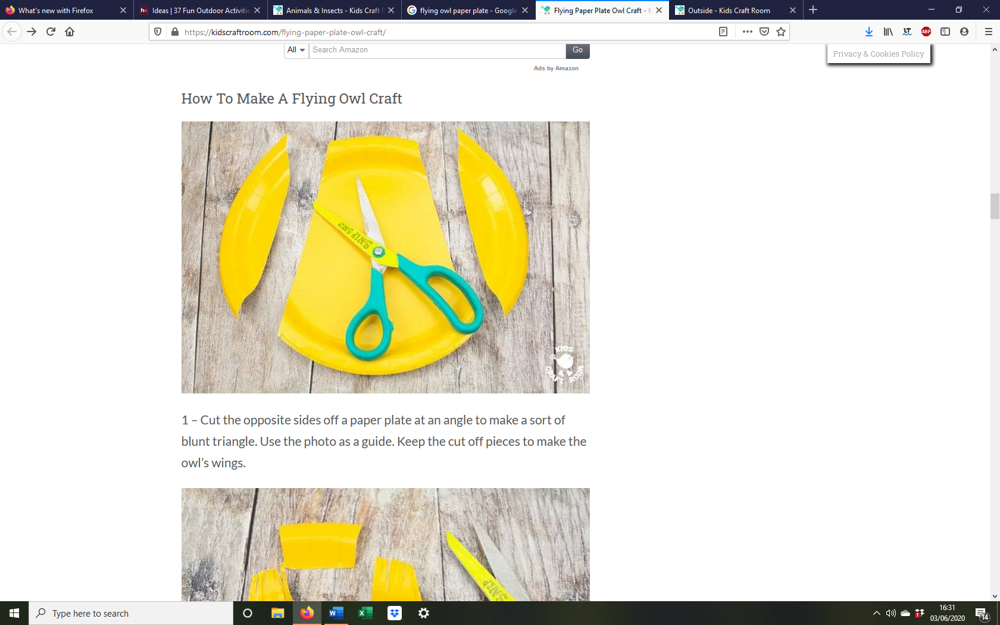 What's new with Firefox
Ideas | 37 Fun Outdoor Activitie
Animals & Insects - Kids Craft R
flying owl paper plate - Google
Flying Paper Plate Owl Craft - K
Outside - Kids Craft Room
https://kidscraftroom.com/flying-paper-plate-owl-craft/
ABP
All
Search Amazon
Go
Privacy & Cookies Policy
Ads by Amazon
How To Make A Flying Owl Craft
SNIP SNIP
KIDS
CRAFT ROOM
1 – Cut the opposite sides off a paper plate at an angle to make a sort of
blunt triangle. Use the photo as a guide. Keep the cut off pieces to make the
owl's wings.
SNIP SNIP
Type here to search
16:31
03/06/2020
14